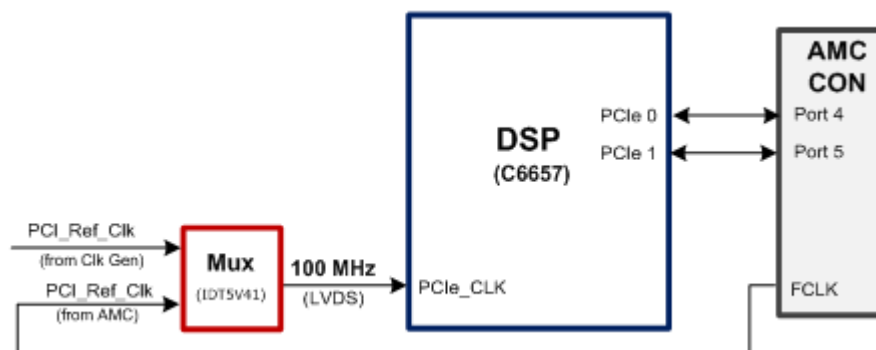 AMC
CON
PCIe 0
Port 4
DSP
(C6657)
PCIe 1
Port 5
PCI_Ref_Clk
(from Clk Gen)
Mux
(IDT5V41)
100 MHz
(LVDS)
PCIe_CLK
FCLK
PCI_Ref_Clk
(from AMC)